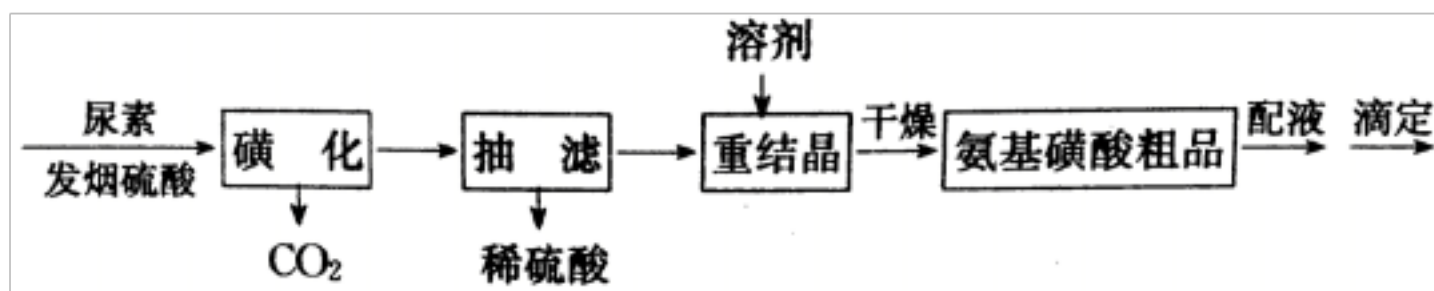 溶剂
尿素
发烟硫酸
磺 化
抽 滤
重结晶
干燥
氨基磺酸粗品
配液
滴定
CO₂
稀硫酸